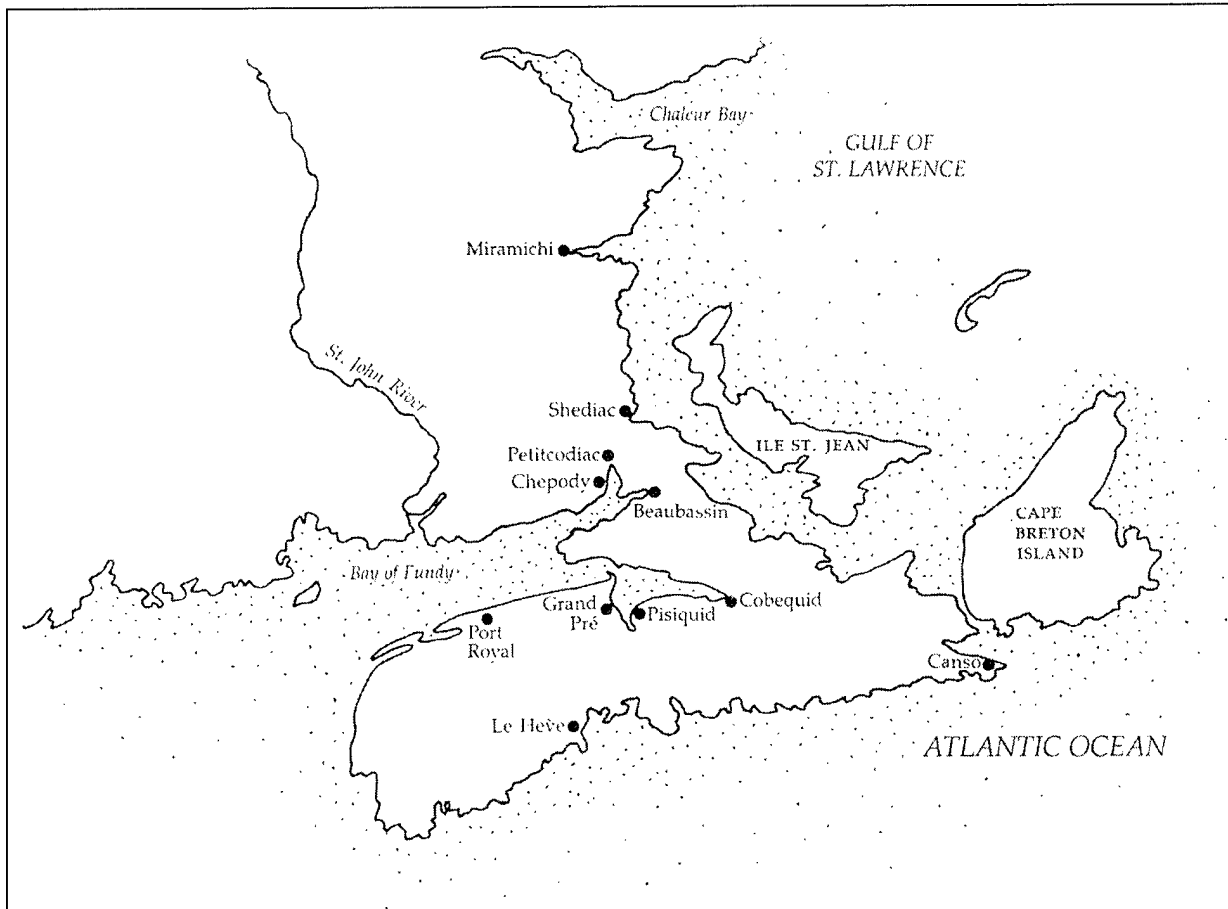 Chaleur Bay
GULF OF
ST. LAWRENCE
Miramichi
St. John River
Shediac
ILE ST. JEAN
Petitcodiac
Chepody
Beaubassin
CAPE
BRETON
ISLAND
Bay of Fundy
Grand
Pré
Pisiquid
Cobequid
Port
Royal
Canso
Le Heve
ATLANTIC OCEAN